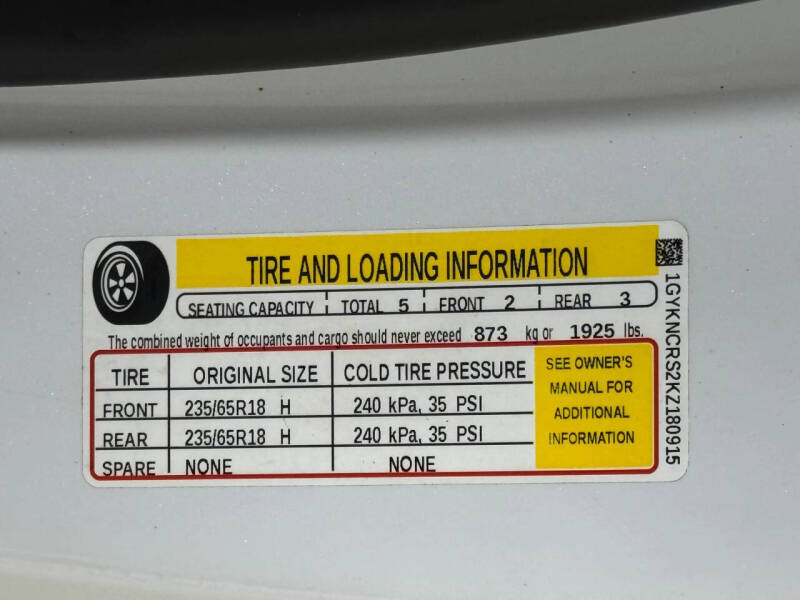 TIRE AND LOADING INFORMATION
SEATING CAPACITY TOTAL 5 FRONT 2 REAR 3
The combined weight of occupants and cargo should never exceed 873 kg or 1925 lbs.
TIRE ORIGINAL SIZE COLD TIRE PRESSURE
FRONT 235/65R18 H 240 kPa, 35 PSI
REAR 235/65R18 H 240 kPa, 35 PSI
SPARE NONE NONE
SEE OWNER'S
MANUAL FOR
ADDITIONAL
INFORMATION
1GYKNCRS2KZ180915